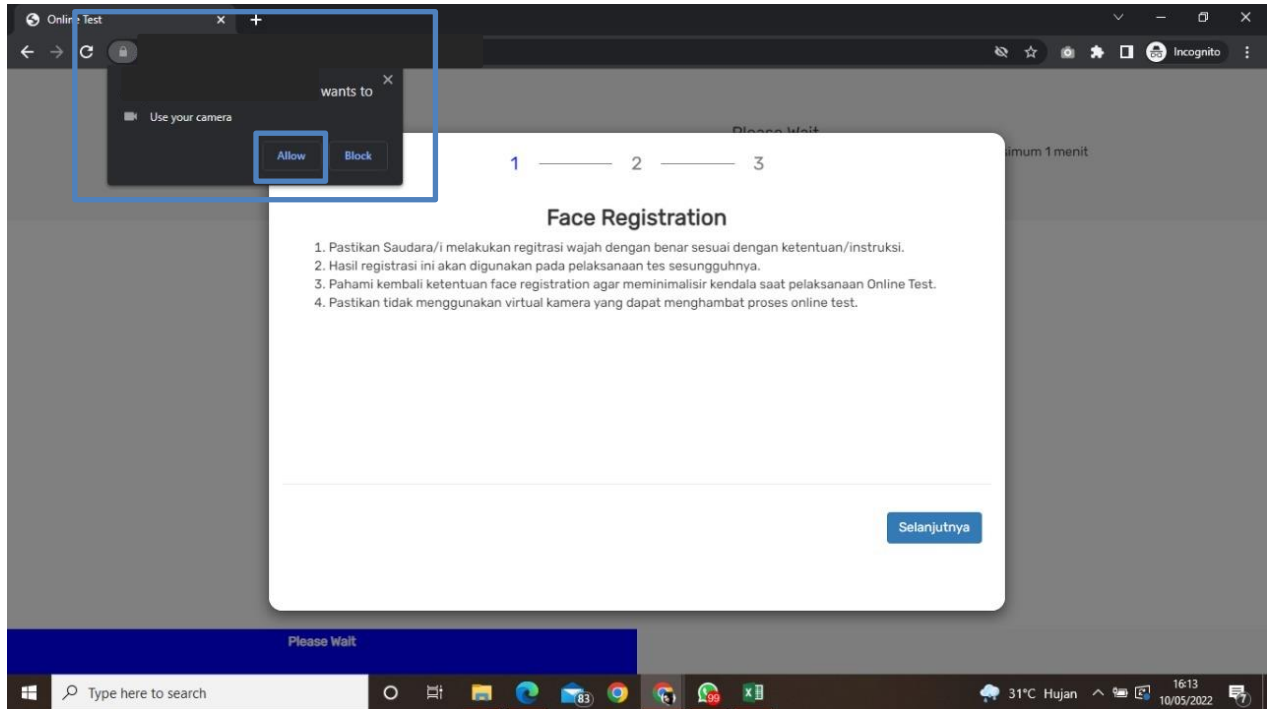 Online Test
Incognito
wants to
Use your camera
Allow Block
Please Wait
imum 1 menit
1 2 3
Face Registration
1. Pastikan Saudara/i melakukan regitrasi wajah dengan benar sesuai dengan ketentuan/instruksi.
2. Hasil registrasi ini akan digunakan pada pelaksanaan tes sesungguhnya.
3. Pahami kembali ketentuan face registration agar meminimalisir kendala saat pelaksanaan Online Test.
4. Pastikan tidak menggunakan virtual kamera yang dapat menghambat proses online test.
Selanjutnya
Please Wait
Type here to search
83
99
31°C Hujan
16:13
10/05/2022
7